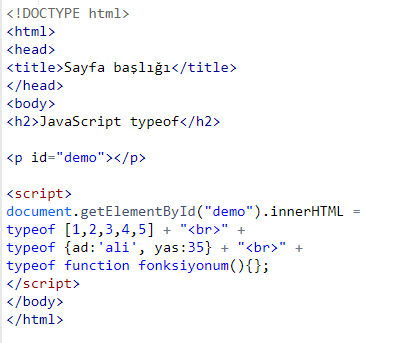 <!DOCTYPE html>
<html>
<head>
<title>Sayfa başlığı</title>
</head>
<body>
<h2>JavaScript typeof</h2>
<p id="demo"></p>
<script>
document.getElementById("demo").innerHTML =
typeof [1,2,3,4,5] + "<br>" +
typeof {ad:'ali', yas:35} + "<br>" +
typeof function fonksiyonum(){};
</script>
</body>
</html>